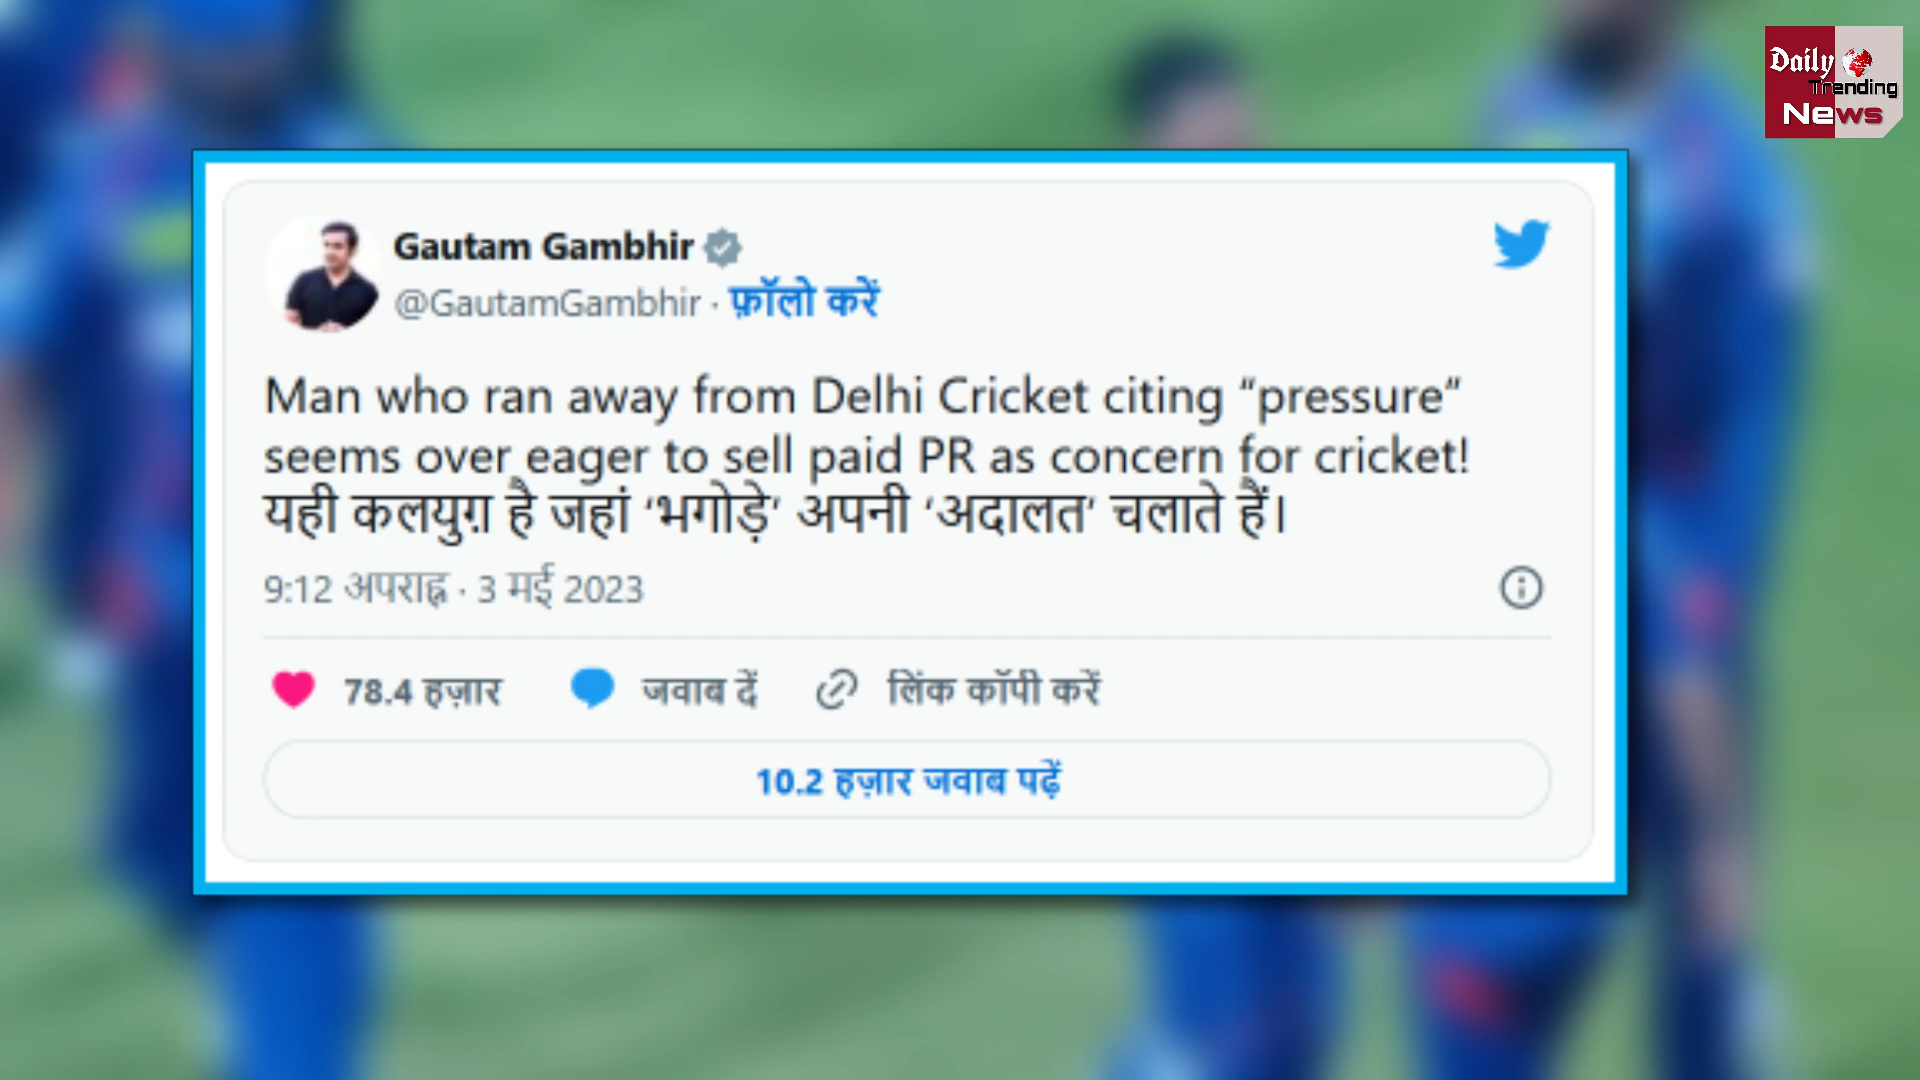 Daily
Trending
News
Gautam Gambhir
@GautamGambhir · फ़ॉलो करें
Man who ran away from Delhi Cricket citing “pressure”
seems over eager to sell paid PR as concern for cricket!
यही कलयुग़ है जहां ‘भगोड़े’ अपनी ‘अदालत’ चलाते हैं।
9:12 अपराह्न · 3 मई 2023
78.4 हज़ार जवाब दें लिंक कॉपी करें
10.2 हज़ार जवाब पढ़ें